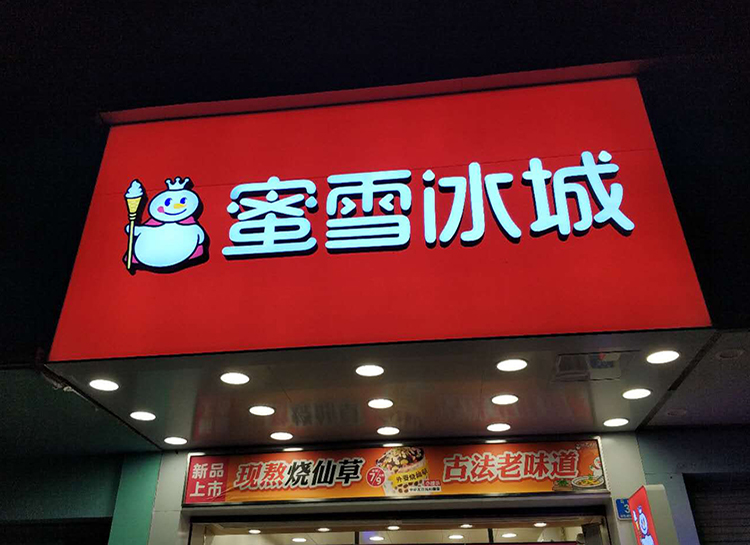 蜜雪冰城
新品
上市
现熬烧仙草
古法老味道